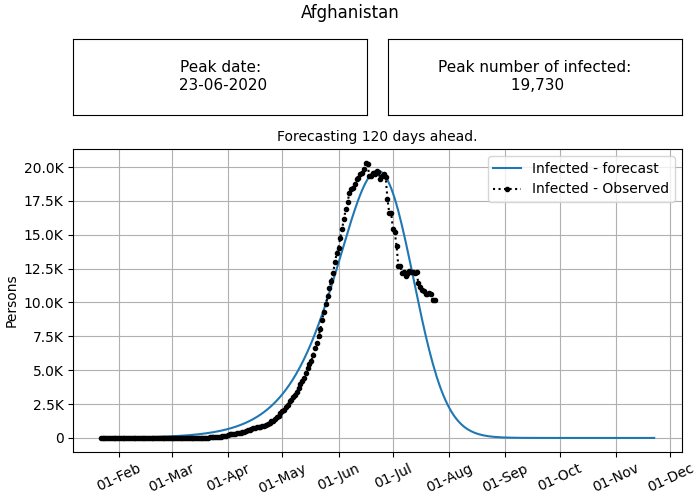 Afghanistan
Peak date:
23-06-2020
Peak number of infected:
19,730
Forecasting 120 days ahead.
Infected - forecast
Infected - Observed
20.0K
17.5K
15.0K
12.5K
10.0K
7.5K
5.0K
2.5K
0
Persons
01-Feb
01-Mar
01-Apr
01-May
01-Jun
01-Jul
01-Aug
01-Sep
01-Oct
01-Nov
01-Dec